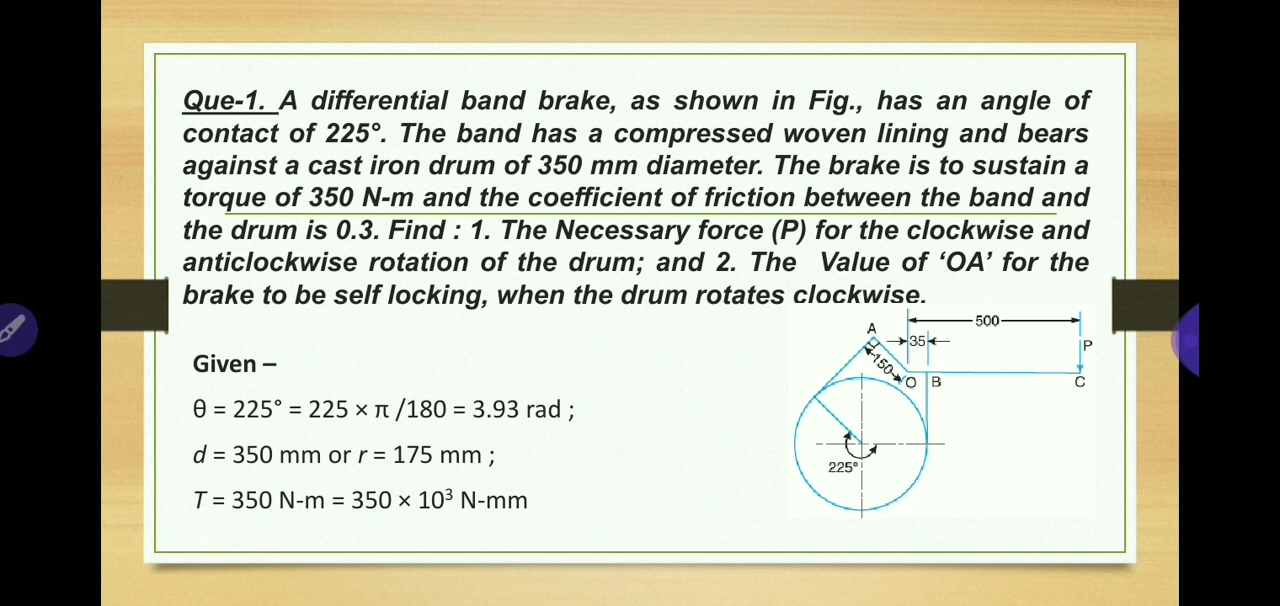 Que-1. A differential band brake, as shown in Fig., has an angle of
contact of 225°. The band has a compressed woven lining and bears
against a cast iron drum of 350 mm diameter. The brake is to sustain a
torque of 350 N-m and the coefficient of friction between the band and
the drum is 0.3. Find : 1. The Necessary force (P) for the clockwise and
anticlockwise rotation of the drum; and 2. The Value of ‘OA’ for the
brake to be self locking, when the drum rotates clockwise.
Given –
θ = 225° = 225 × π /180 = 3.93 rad ;
d = 350 mm or r = 175 mm ;
T = 350 N-m = 350 × 10³ N-mm
500
A
35
P
150
O B
C
225°